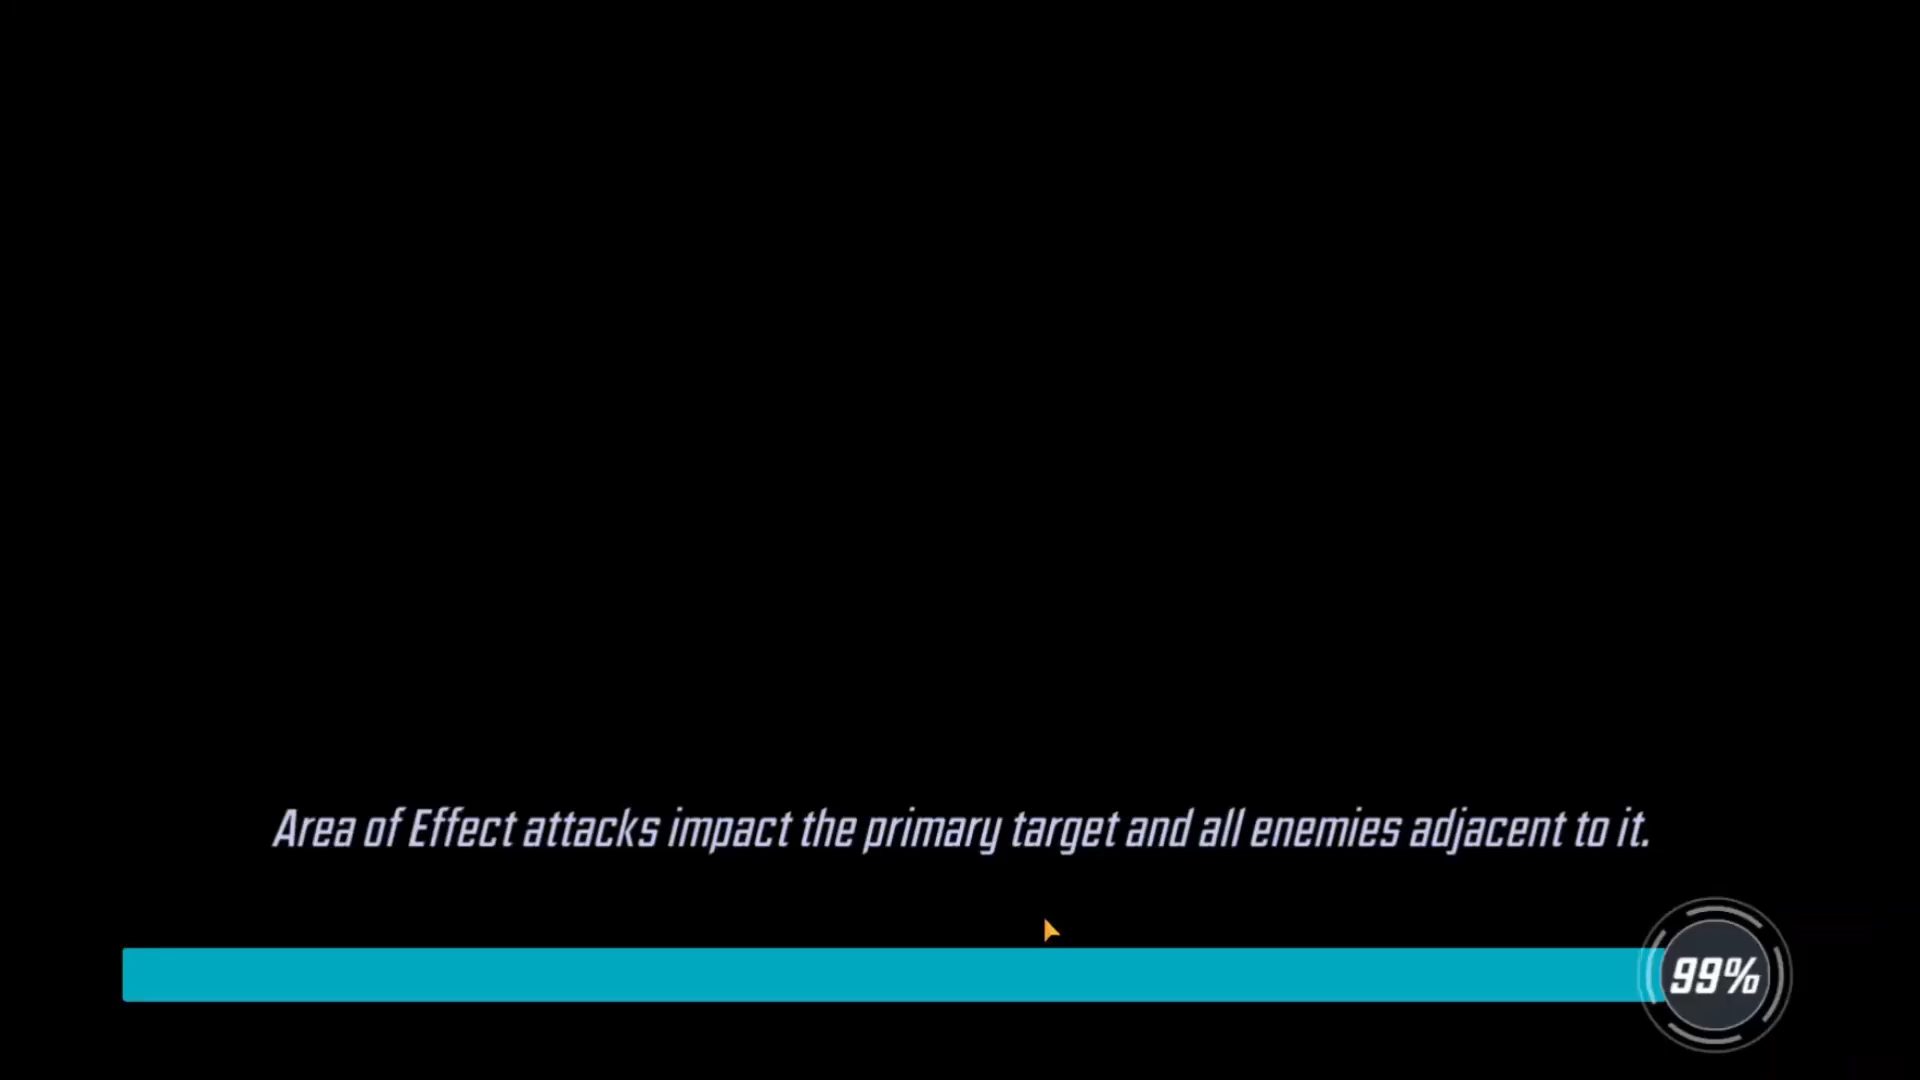 Area of Effect attacks impact the primary target and all enemies adjacent to it.
99%